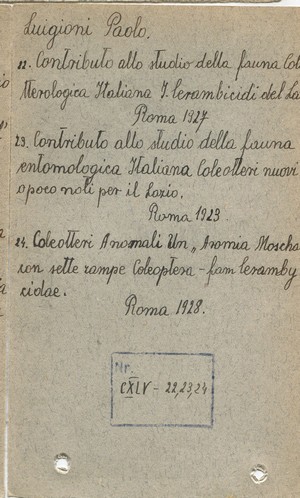 Luigioni Paolo.
22. Contributo allo studio della fauna Col
tterologica Italiana I. Cerambicidi del La
Roma 1927
23. Contributo allo studio della fauna
entomologica Italiana Coleotteri nuovi
o poco noti per il Lazio.
Roma 1923.
24. Coleotteri Anomali Un „Aromia Moscha
con sette zampe Coleoptera - fam Ceramby
cidae.
Roma 1928.
Nr.
CXLV - 22,23,24